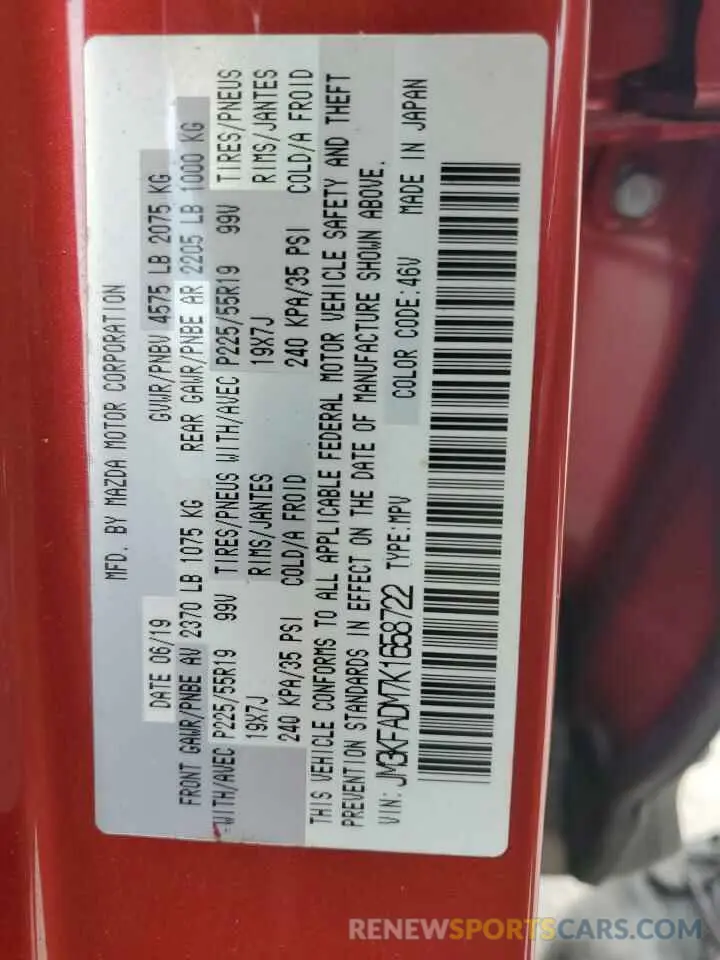 MFD. BY MAZDA MOTOR CORPORATION
DATE 06/19 GVWR/PNBV 4575 LB 2075 KG
FRONT GAWR/PNBE AV 2370 LB 1075 KG REAR GAWR/PNBE AR 2205 LB 1000 KG
WITH/AVEC P225/55R19 99V TIRES/PNEUS WITH/AVEC P225/55R19 99V TIRES/PNEUS
19X7J RIMS/JANTES 19X7J RIMS/JANTES
240 KPA/35 PSI COLD/A FROID 240 KPA/35 PSI COLD/A FROID
THIS VEHICLE CONFORMS TO ALL APPLICABLE FEDERAL MOTOR VEHICLE SAFETY AND THEFT
PREVENTION STANDARDS IN EFFECT ON THE DATE OF MANUFACTURE SHOWN ABOVE.
VIN: JM3KFADM7K1658722 TYPE:MPV COLOR CODE:46V MADE IN JAPAN
RENEWSPORTSCARS.COM